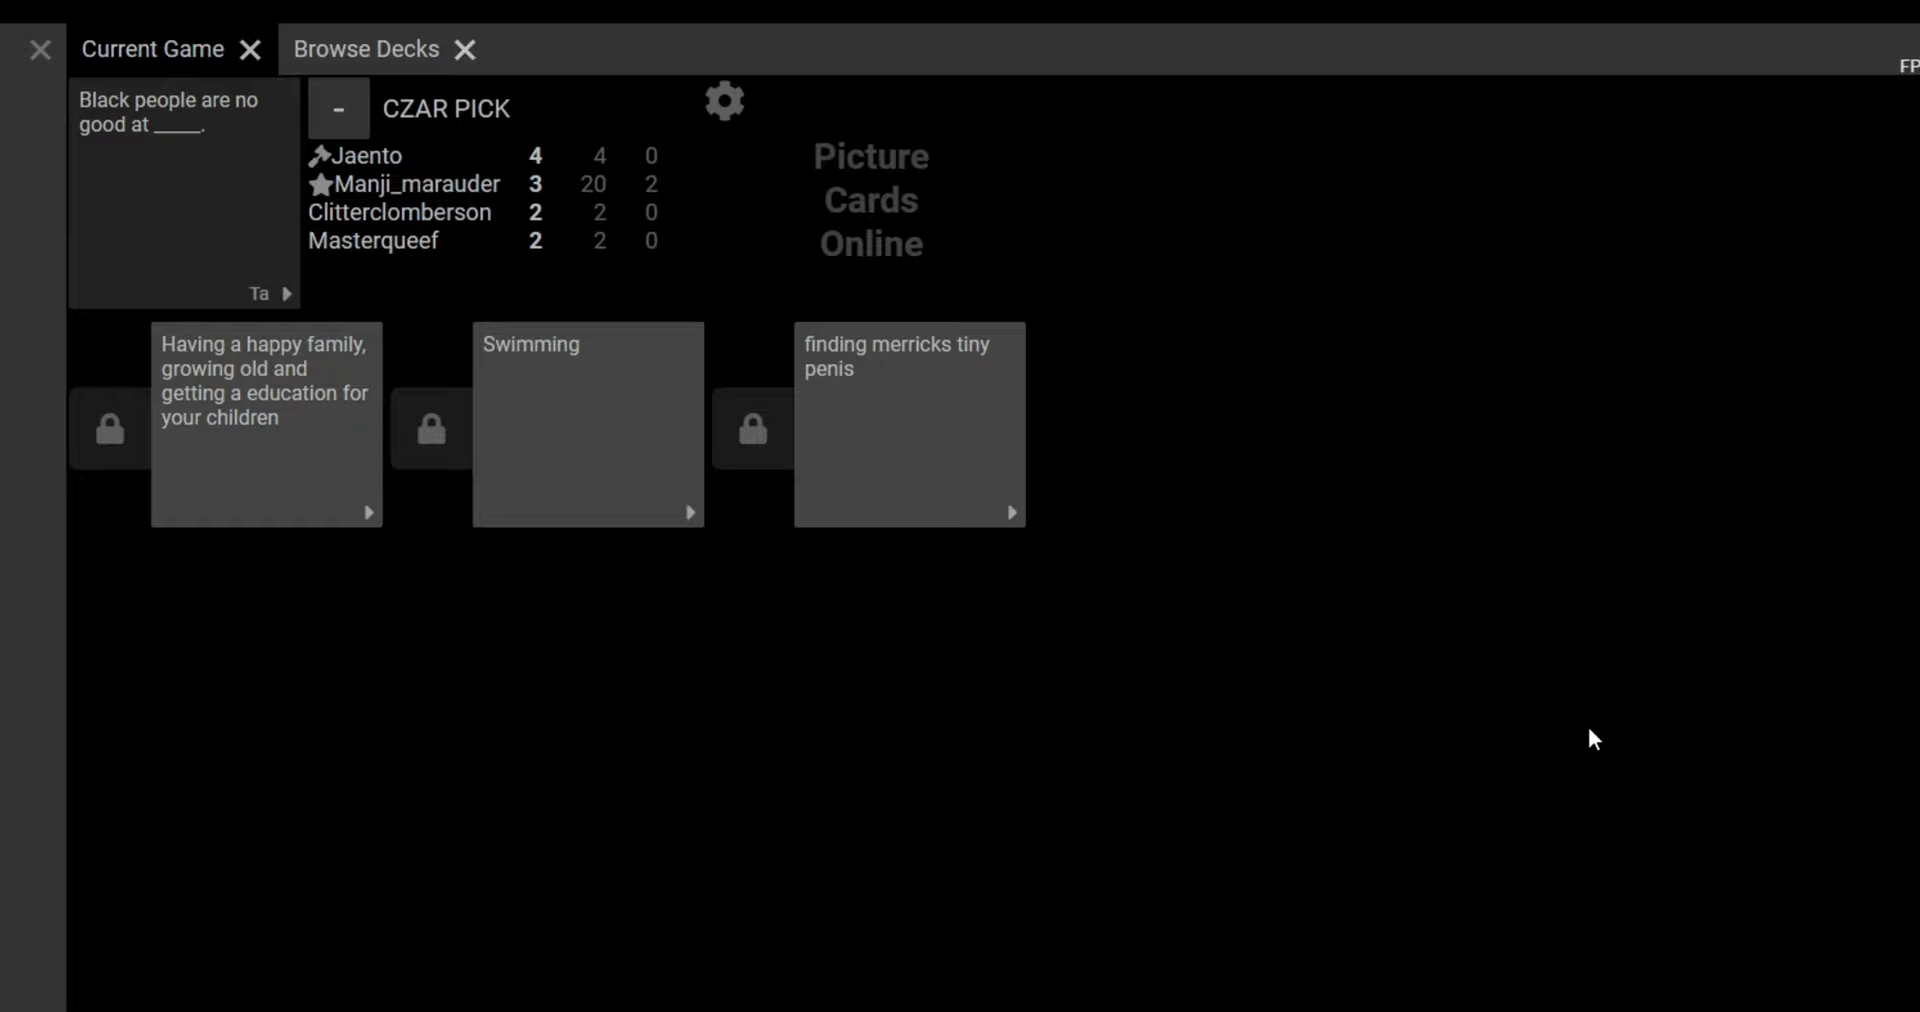 Current Game
Browse Decks
FP
Black people are no
good at _____.
Ta
-
CZAR PICK
Jaento 4 4 0
Manji_marauder 3 20 2
Clitterclomberson 2 2 0
Masterqueef 2 2 0
Picture
Cards
Online
Having a happy family,
growing old and
getting a education for
your children
Swimming
finding merricks tiny
penis